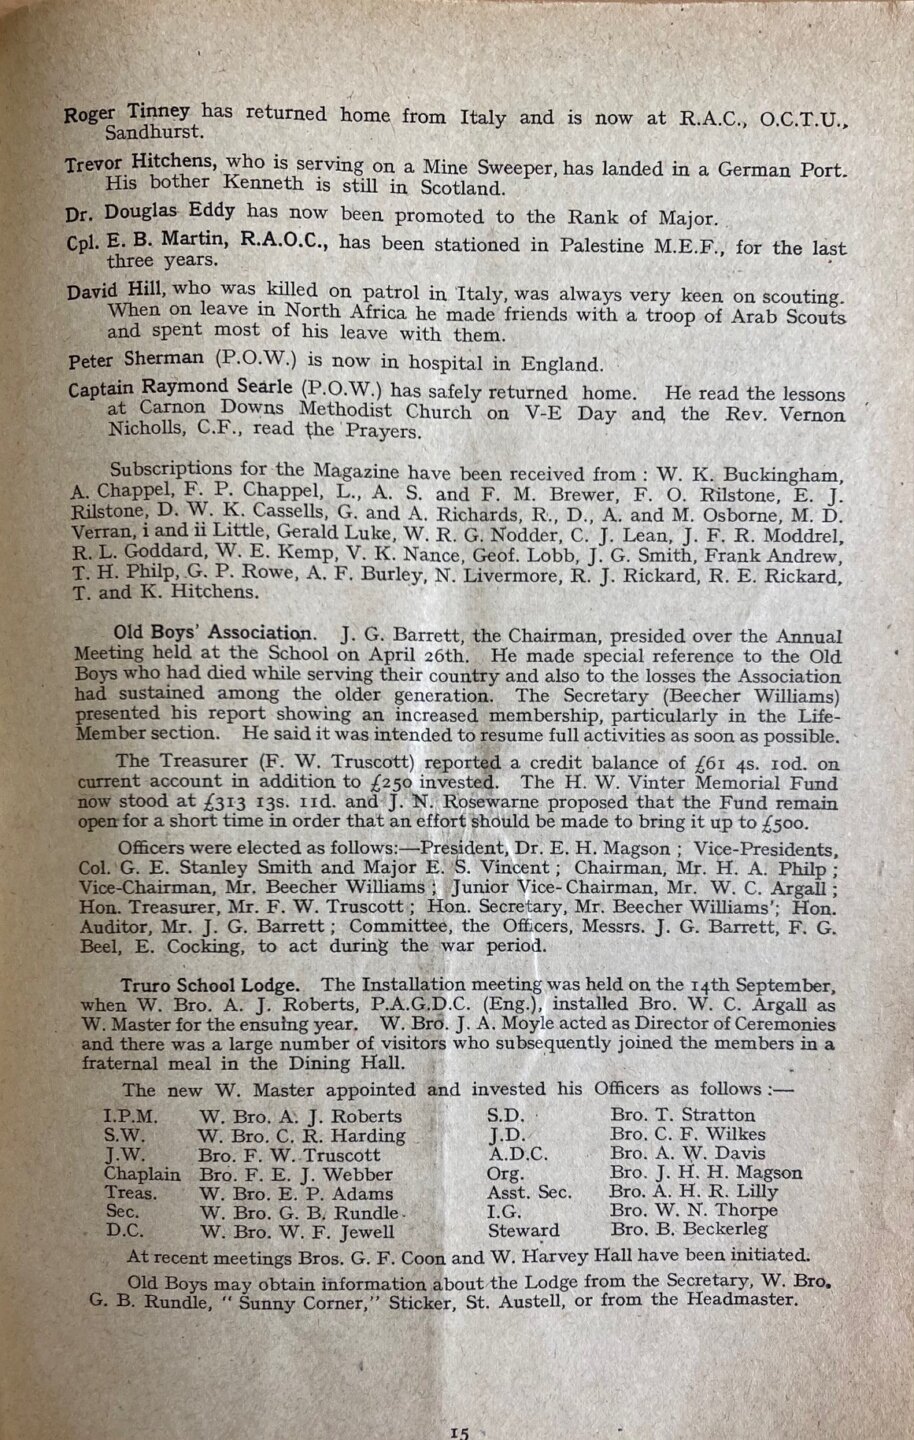 Roger Tinney has returned home from Italy and is now at R.A.C., O.C.T.U.,
Sandhurst.
Trevor Hitchens, who is serving on a Mine Sweeper, has landed in a German Port.
His bother Kenneth is still in Scotland.
Dr. Douglas Eddy has now been promoted to the Rank of Major.
Cpl. E. B. Martin, R.A.O.C., has been stationed in Palestine M.E.F., for the last
three years.
David Hill, who was killed on patrol in Italy, was always very keen on scouting.
When on leave in North Africa he made friends with a troop of Arab Scouts
and spent most of his leave with them.
Peter Sherman (P.O.W.) is now in hospital in England.
Captain Raymond Searle (P.O.W.) has safely returned home. He read the lessons
at Carnon Downs Methodist Church on V-E Day and the Rev. Vernon
Nicholls, C.F., read the Prayers.
Subscriptions for the Magazine have been received from : W. K. Buckingham,
A. Chappel, F. P. Chappel, L., A. S. and F. M. Brewer, F. O. Rilstone, E. J.
Rilstone, D. W. K. Cassells, G. and A. Richards, R., D., A. and M. Osborne, M. D.
Verran, i and ii Little, Gerald Luke, W. R. G. Nodder, C. J. Lean, J. F. R. Moddrel,
R. L. Goddard, W. E. Kemp, V. K. Nance, Geof. Lobb, J. G. Smith, Frank Andrew,
T. H. Philp, G. P. Rowe, A. F. Burley, N. Livermore, R. J. Rickard, R. E. Rickard,
T. and K. Hitchens.
Old Boys' Association. J. G. Barrett, the Chairman, presided over the Annual
Meeting held at the School on April 26th. He made special reference to the Old
Boys who had died while serving their country and also to the losses the Association
had sustained among the older generation. The Secretary (Beecher Williams)
presented his report showing an increased membership, particularly in the Life-
Member section. He said it was intended to resume full activities as soon as possible.
The Treasurer (F. W. Truscott) reported a credit balance of £61 4s. 10d. on
current account in addition to £250 invested. The H. W. Vinter Memorial Fund
now stood at £313 13s. 11d. and J. N. Rosewarne proposed that the Fund remain
open for a short time in order that an effort should be made to bring it up to £500.
Officers were elected as follows:—President, Dr. E. H. Magson ; Vice-Presidents,
Col. G. E. Stanley Smith and Major E. S. Vincent ; Chairman, Mr. H. A. Philp ;
Vice-Chairman, Mr. Beecher Williams ; Junior Vice-Chairman, Mr. W. C. Argall ;
Hon. Treasurer, Mr. F. W. Truscott ; Hon. Secretary, Mr. Beecher Williams ; Hon.
Auditor, Mr. J. G. Barrett ; Committee, the Officers, Messrs. J. G. Barrett, F. G.
Beel, E. Cocking, to act during the war period.
Truro School Lodge. The Installation meeting was held on the 14th September,
when W. Bro. A. J. Roberts, P.A.G.D.C. (Eng.), installed Bro. W. C. Argall as
W. Master for the ensuing year. W. Bro. J. A. Moyle acted as Director of Ceremonies
and there was a large number of visitors who subsequently joined the members in a
fraternal meal in the Dining Hall.
The new W. Master appointed and invested his Officers as follows :—
I.P.M. W. Bro. A. J. Roberts S.D. Bro. T. Stratton
S.W. W. Bro. C. R. Harding J.D. Bro. C. F. Wilkes
J.W. Bro. F. W. Truscott A.D.C. Bro. A. W. Davis
Chaplain Bro. F. E. J. Webber Org. Bro. J. H. H. Magson
Treas. W. Bro. E. P. Adams Asst. Sec. Bro. A. H. R. Lilly
Sec. W. Bro. G. B. Rundle I.G. Bro. W. N. Thorpe
D.C. W. Bro. W. F. Jewell Steward Bro. B. Beckerleg
At recent meetings Bros. G. F. Coon and W. Harvey Hall have been initiated.
Old Boys may obtain information about the Lodge from the Secretary, W. Bro.
G. B. Rundle, " Sunny Corner," Sticker, St. Austell, or from the Headmaster.
15